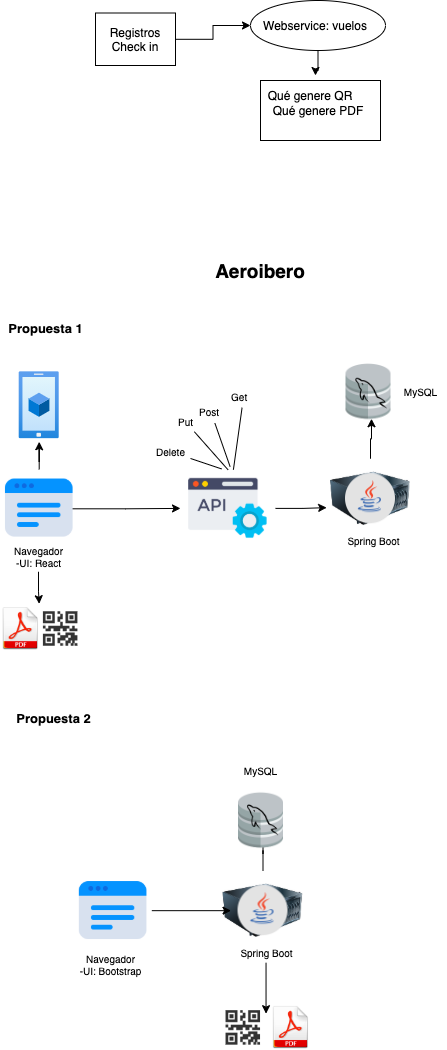 Registros
Check in
Webservice: vuelos
Qué genere QR
Qué genere PDF
Aeroibero
Propuesta 1
Get
Post
Put
Delete
MySQL
API
Navegador
-UI: React
Spring Boot
PDF
Propuesta 2
MySQL
Navegador
-UI: Bootstrap
Spring Boot
PDF